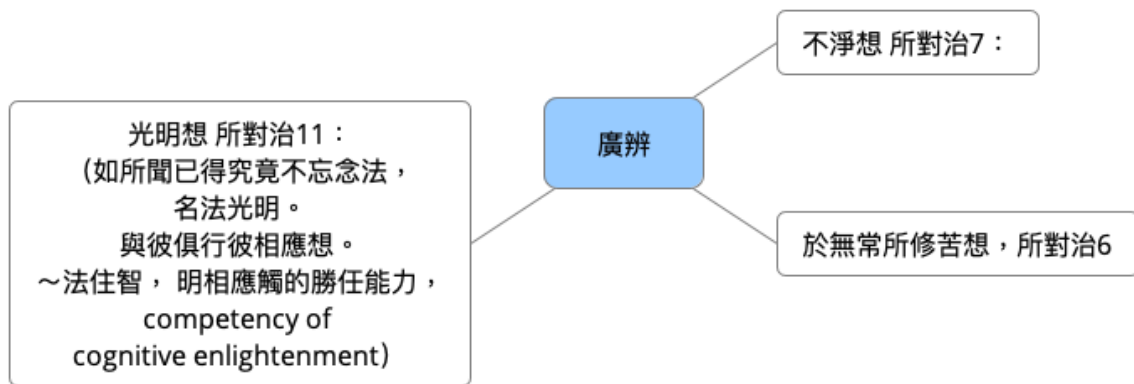 廣辨
不淨想 所對治7：
於無常所修苦想，所對治6
光明想 所對治11：
（如所聞已得究竟不忘念法，
名法光明。
與彼俱行彼相應想。
～法住智， 明相應觸的勝任能力，
competency of
cognitive enlightenment）